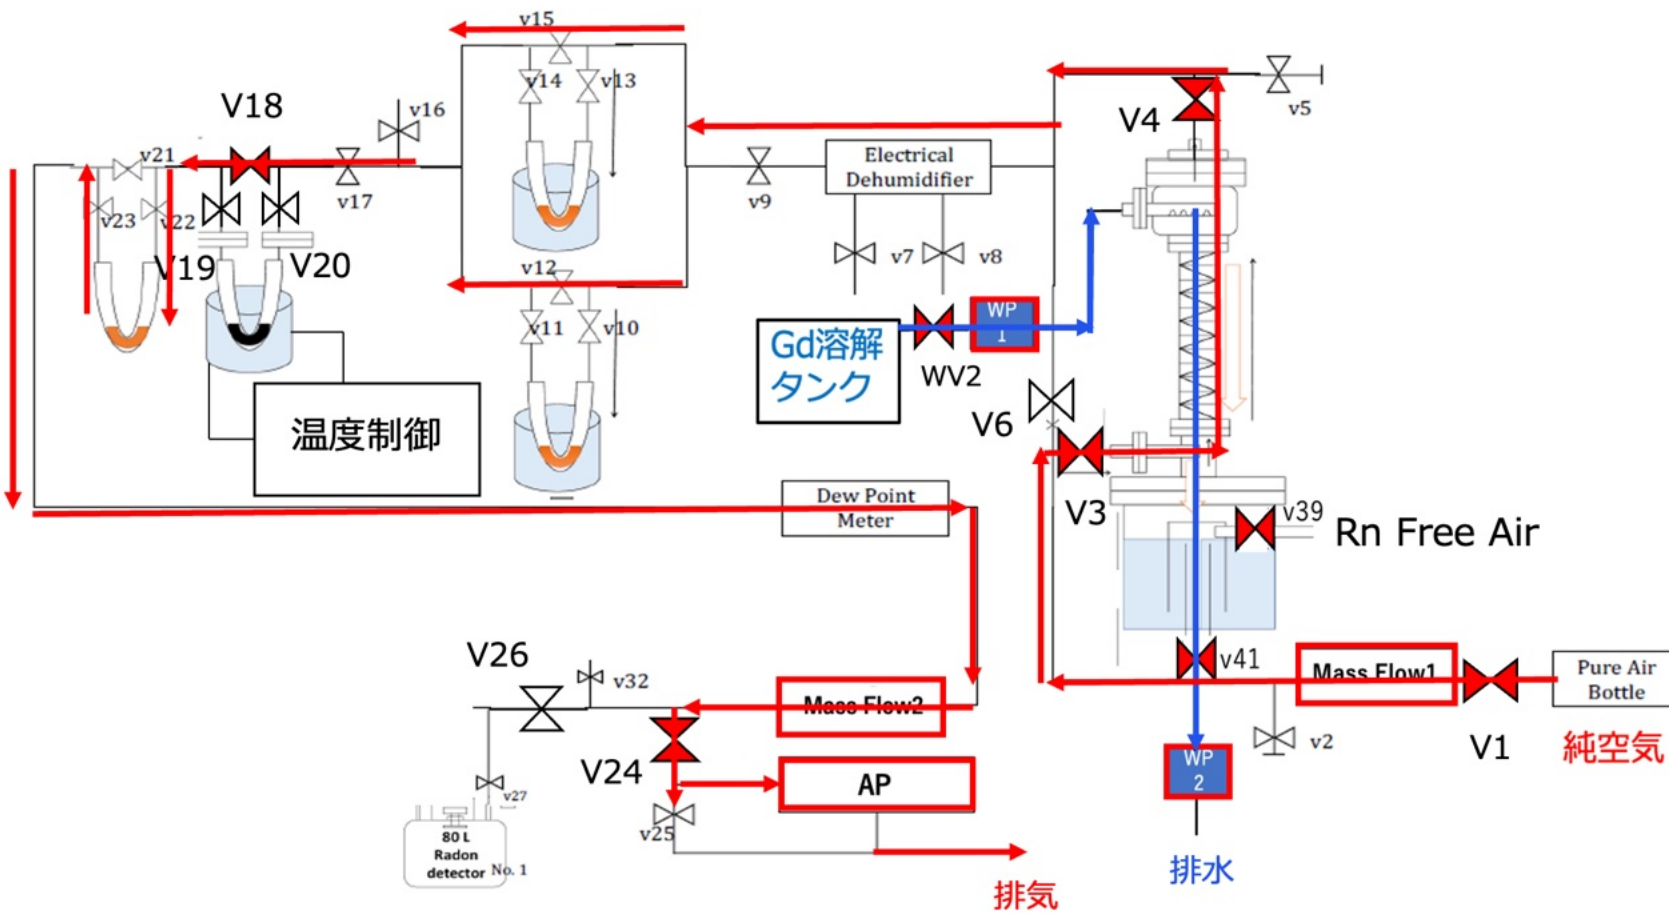 v15
v14
v13
V18
v16
v5
V4
v21
v17
v23
v22
V19
V20
Electrical
Dehumidifier
v9
v7
v8
v12
v11
v10
温度制御
Gd溶解
タンク
WV2
WP
1
V6
V3
v39
Rn Free Air
Dew Point
Meter
V26
v32
Mass Flow2
V24
AP
v25
v27
80 L
Radon
detector
No. 1
排気
v41
Mass Flow1
V1
v2
Pure Air
Bottle
純空気
WP
2
排水